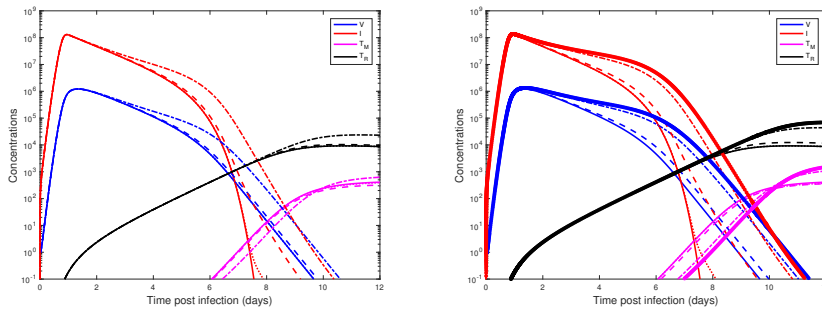 10^9
10^8
10^7
10^6
10^5
10^4
10^3
10^2
10^1
10^0
10^-1
Concentrations
0 2 4 6 8 10 12
Time post infection (days)
V
I
T_M
T_R
10^9
10^8
10^7
10^6
10^5
10^4
10^3
10^2
10^1
10^0
10^-1
Concentrations
0 2 4 6 8 10
Time post infection (days)
V
I
T_M
T_R